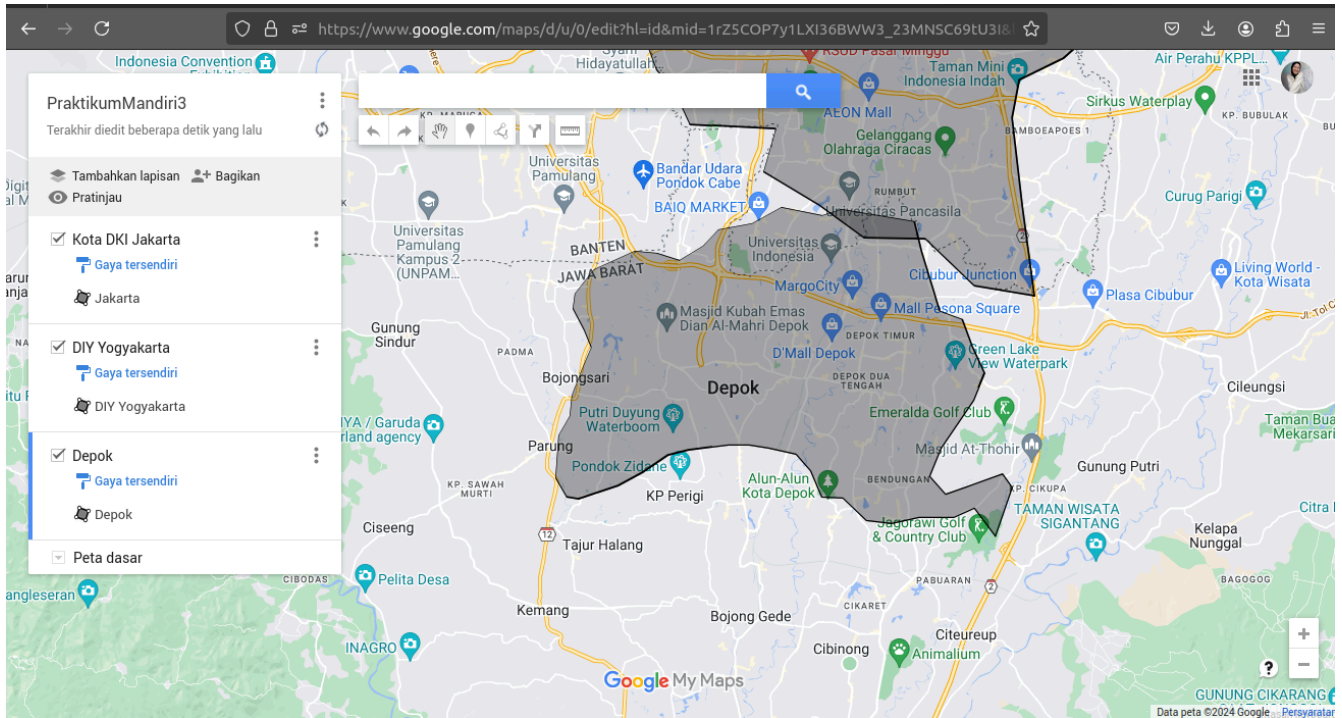 https://www.google.com/maps/d/u/0/edit?hl=id&mid=1rZ5COP7y1LXI36BWW3_23MNSC69tU3I&
PraktikumMandiri3
Terakhir diedit beberapa detik yang lalu
Tambahkan lapisan
Bagikan
Pratinjau
Kota DKI Jakarta
Gaya tersendiri
Jakarta
DIY Yogyakarta
Gaya tersendiri
DIY Yogyakarta
Depok
Gaya tersendiri
Depok
Peta dasar
Indonesia Convention
Hidayatullah
RSUD Pasar Minggu
Taman Mini
Indonesia Indah
Air Perahu KPPL...
AEON Mall
Sirkus Waterplay
KP. BUBULAK
BAMBOEAPOES 1
Gelanggang
Olahraga Ciracas
Universitas
Pamulang
Bandar Udara
Pondok Cabe
BAIQ MARKET
RUMBUT
Universitas Pancasila
Curug Parigi
Universitas
Pamulang
Kampus 2
(UNPAM...
BANTEN
JAWA BARAT
Universitas
Indonesia
Cibubur Junction
Living World -
Kota Wisata
MargoCity
Mall Pesona Square
Plasa Cibubur
Masjid Kubah Emas
Dian Al-Mahri Depok
DEPOK TIMUR
Gunung
Sindur
PADMA
D'Mall Depok
Green Lake
View Waterpark
Bojongsari
Depok
DEPOK DUA
TENGAH
Cileungsi
Putri Duyung
Waterboom
Emeralda Golf Club
Taman Bua
Mekarsari
IYA / Garuda
rland agency
Parung
Masjid At-Thohir
Pondok Zidane
Gunung Putri
KP. SAWAH
MURTI
KP Perigi
Alun-Alun
Kota Depok
BENDUNGAN
KP. CIKUPA
TAMAN WISATA
SIGANTANG
Citra
Ciseeng
12
Tajur Halang
Jagorawi Golf
& Country Club
Kelapa
Nunggal
CIBODAS
Pelita Desa
PABUARAN
2
BAGOGOG
angleseran
Kemang
Bojong Gede
CIKARET
Citeureup
INAGRO
Cibinong
Animalium
Google My Maps
GUNUNG CIKARANG
Data peta ©2024 Google
Persyaratan